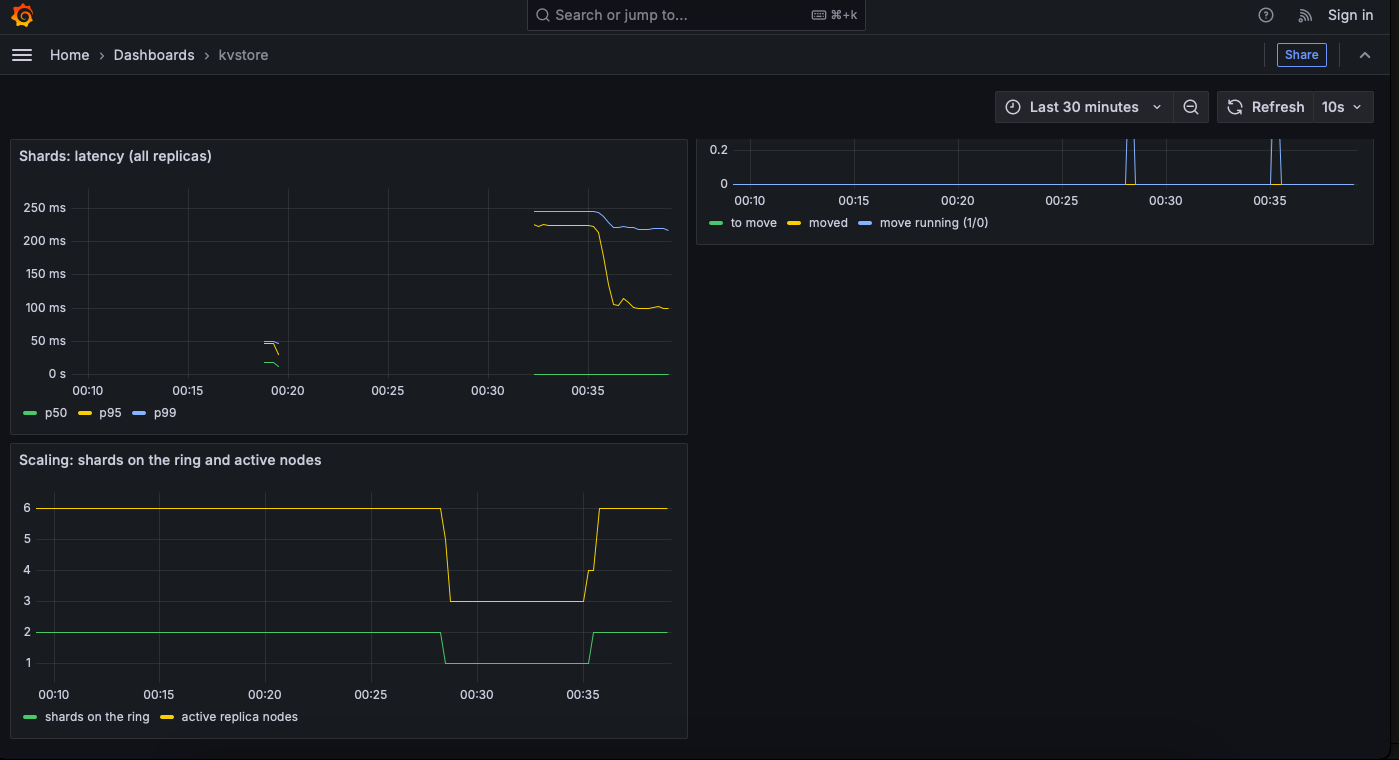 Search or jump to... ⌘+k Sign in
Home › Dashboards › kvstore Share
Last 30 minutes Refresh 10s
Shards: latency (all replicas)
250 ms
200 ms
150 ms
100 ms
50 ms
0 s
00:10 00:15 00:20 00:25 00:30 00:35
p50 p95 p99
0.2
0
00:10 00:15 00:20 00:25 00:30 00:35
to move moved move running (1/0)
Scaling: shards on the ring and active nodes
6
5
4
3
2
1
00:10 00:15 00:20 00:25 00:30 00:35
shards on the ring active replica nodes